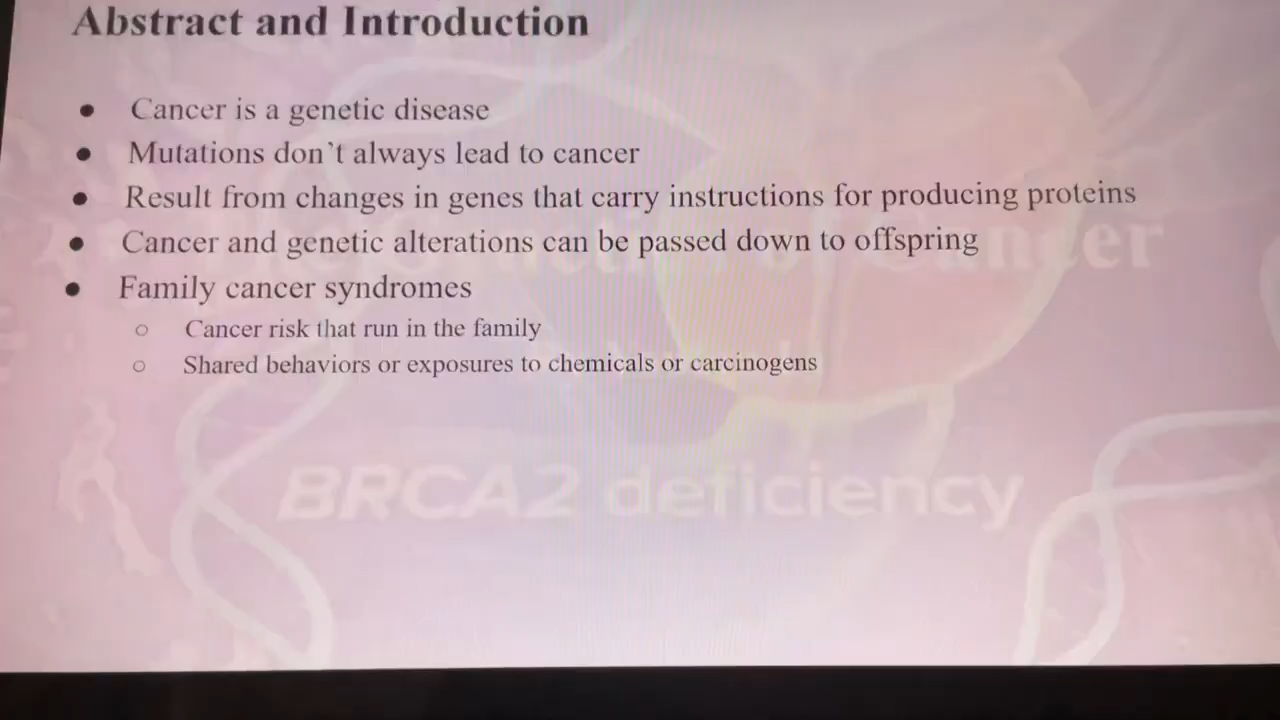 Abstract and Introduction
● Cancer is a genetic disease
● Mutations don't always lead to cancer
● Result from changes in genes that carry instructions for producing proteins
● Cancer and genetic alterations can be passed down to offspring
● Family cancer syndromes
○ Cancer risk that run in the family
○ Shared behaviors or exposures to chemicals or carcinogens
BRCA2 deficiency